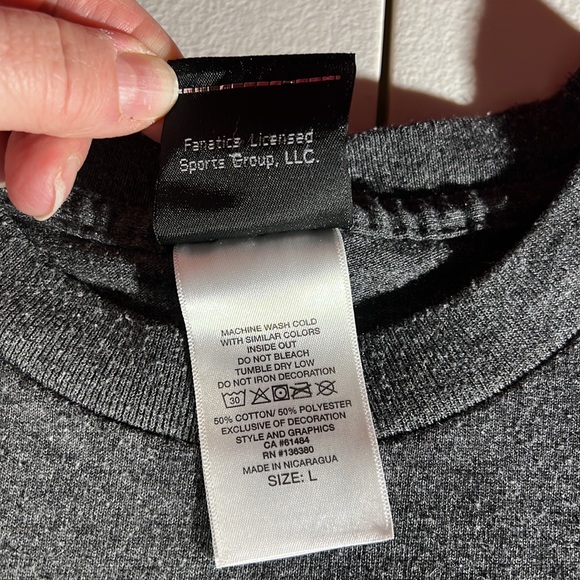 Fanatics Licensed
Sports Group, LLC.
MACHINE WASH COLD
WITH SIMILAR COLORS
INSIDE OUT
DO NOT BLEACH
TUMBLE DRY LOW
DO NOT IRON DECORATION
30
50% COTTON/ 50% POLYESTER
EXCLUSIVE OF DECORATION
STYLE AND GRAPHICS
CA #61484
RN #136380
MADE IN NICARAGUA
SIZE: L